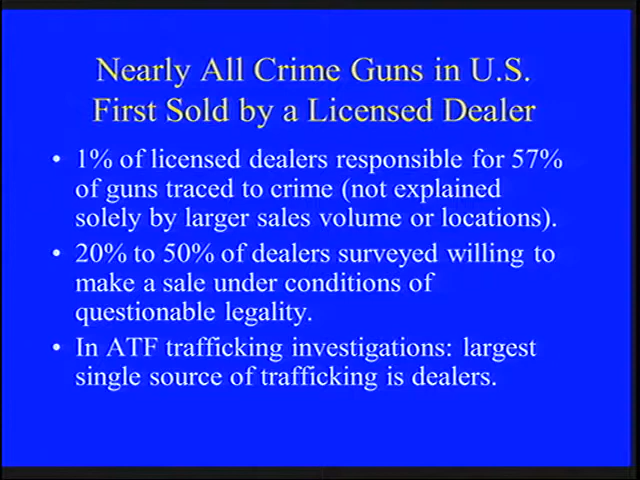 Nearly All Crime Guns in U.S.
First Sold by a Licensed Dealer
• 1% of licensed dealers responsible for 57%
of guns traced to crime (not explained
solely by larger sales volume or locations).
• 20% to 50% of dealers surveyed willing to
make a sale under conditions of
questionable legality.
• In ATF trafficking investigations: largest
single source of trafficking is dealers.